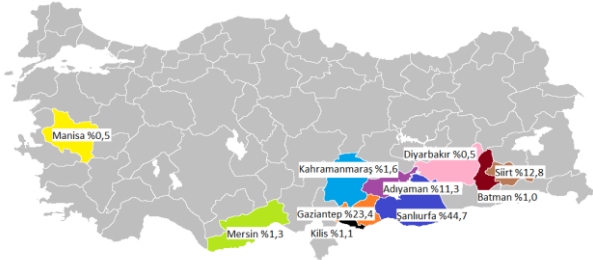 Manisa %0,5
Diyarbakır %0,5
Kahramanmaraş %1,6
Siirt %12,8
Adıyaman %11,3
Batman %1,0
Gaziantep %23,4
Şanlıurfa %44,7
Mersin %1,3
Kilis %1,1